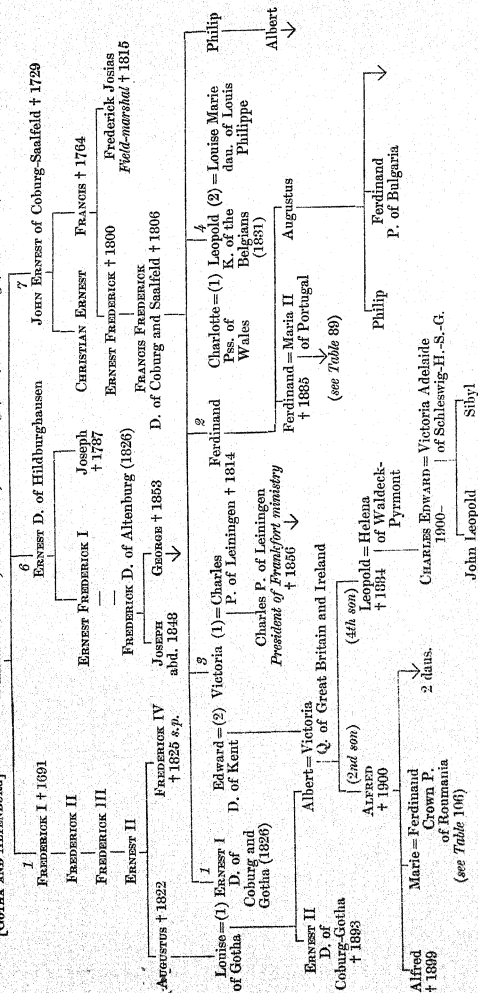 [GOTHA AND ALTENBURG]
1
FREDERICK I † 1691
FREDERICK II
FREDERICK III
ERNEST II
AUGUSTUS † 1822
FREDERICK IV
† 1825 s.p.
6
ERNEST D. of Hildburghausen
ERNEST FREDERICK I
Joseph
† 1787
FREDERICK D. of Altenburg (1826)
JOSEPH
abd. 1848
GEORGE † 1853
7
JOHN ERNEST of Coburg-Saalfeld † 1729
CHRISTIAN ERNEST
FRANCIS † 1764
ERNEST FREDERICK † 1800
Frederick Josias
Field-marshal † 1815
FRANCIS FREDERICK
D. of Coburg and Saalfeld † 1806
Louise=(1) ERNEST I
of Gotha
D. of
Coburg and
Gotha (1826)
1
Edward=(2) Victoria (1)=Charles
D. of Kent
P. of Leiningen † 1814
3
Charles P. of Leiningen
President of Frankfort ministry
† 1856
2
Ferdinand
Charlotte=(1) Leopold (2)=Louise Marie
Pss. of
Wales
4
K. of the
Belgians
(1831)
dau. of Louis
Philippe
Philip
Albert
ERNEST II
D. of
Coburg-Gotha
† 1893
Albert=Victoria
Q. of Great Britain and Ireland
Ferdinand=Maria II
† 1885
of Portugal
(see Table 89)
Augustus
(2nd son)
ALFRED
† 1900
(4th son)
Leopold=Helena
† 1884
of Waldeck-
Pyrmont
Philip
Ferdinand
P. of Bulgaria
Alfred
† 1899
Marie=Ferdinand
Crown P.
of Roumania
(see Table 106)
2 daus.
CHARLES EDWARD=Victoria Adelaide
1900–
of Schleswig-H.-S.-G.
John Leopold
Sibyl